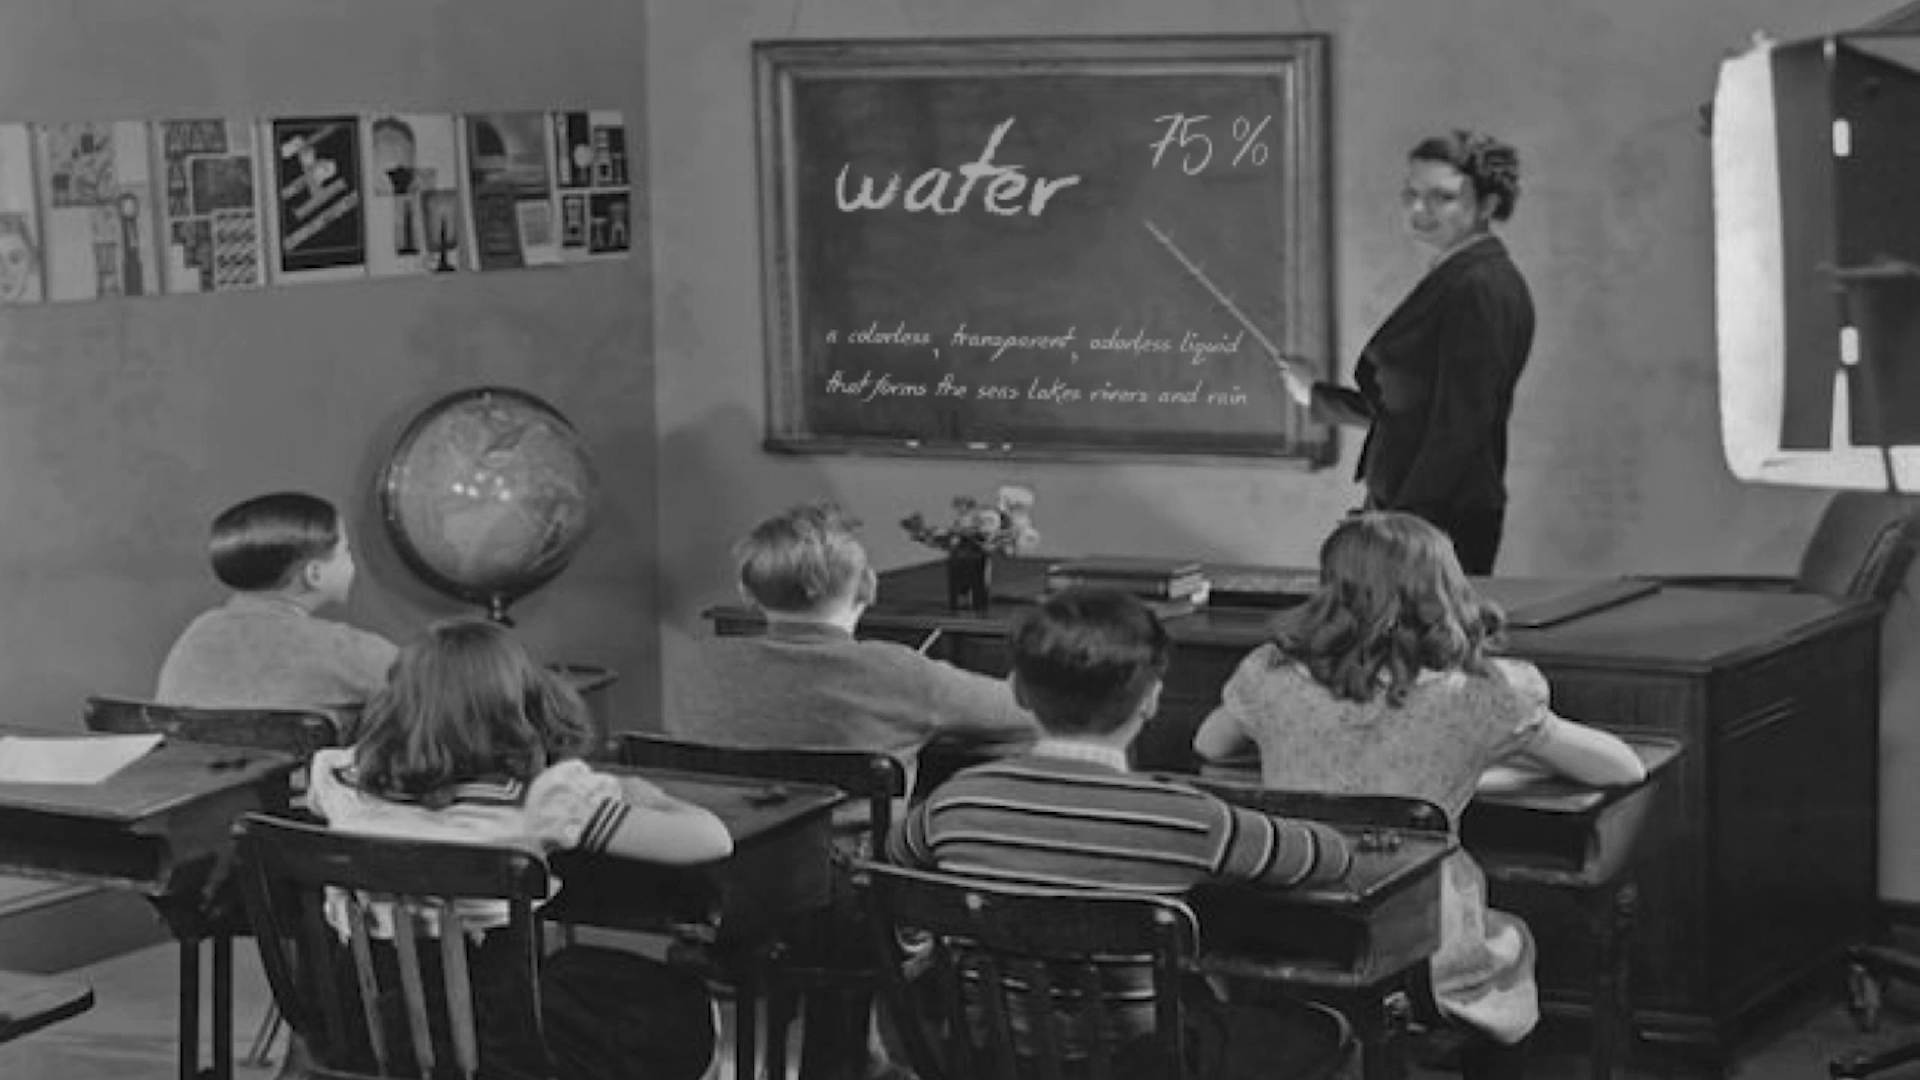 water
75 %
a colorless, transparent, odorless liquid
that forms the seas lakes rivers and rain